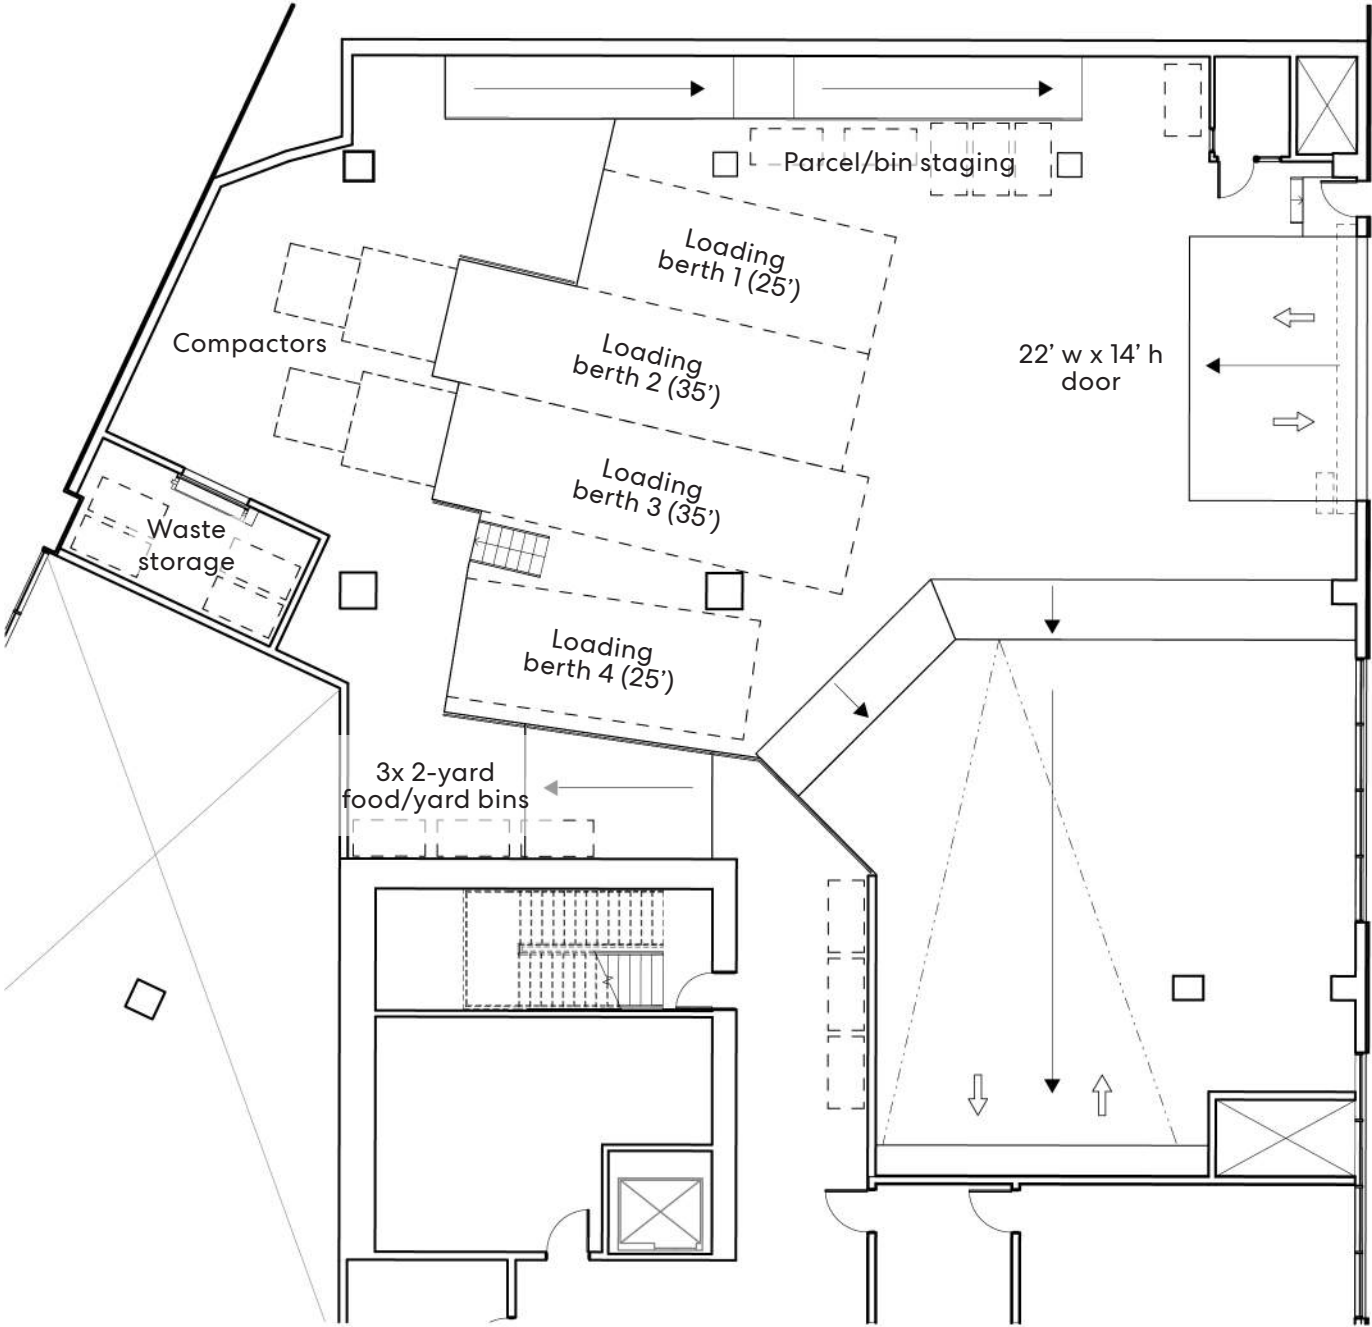 Parcel/bin staging
Loading
berth 1 (25’)
Compactors
Loading
berth 2 (35’)
22’ w x 14’ h
door
Loading
berth 3 (35’)
Waste
storage
Loading
berth 4 (25’)
3x 2-yard
food/yard bins